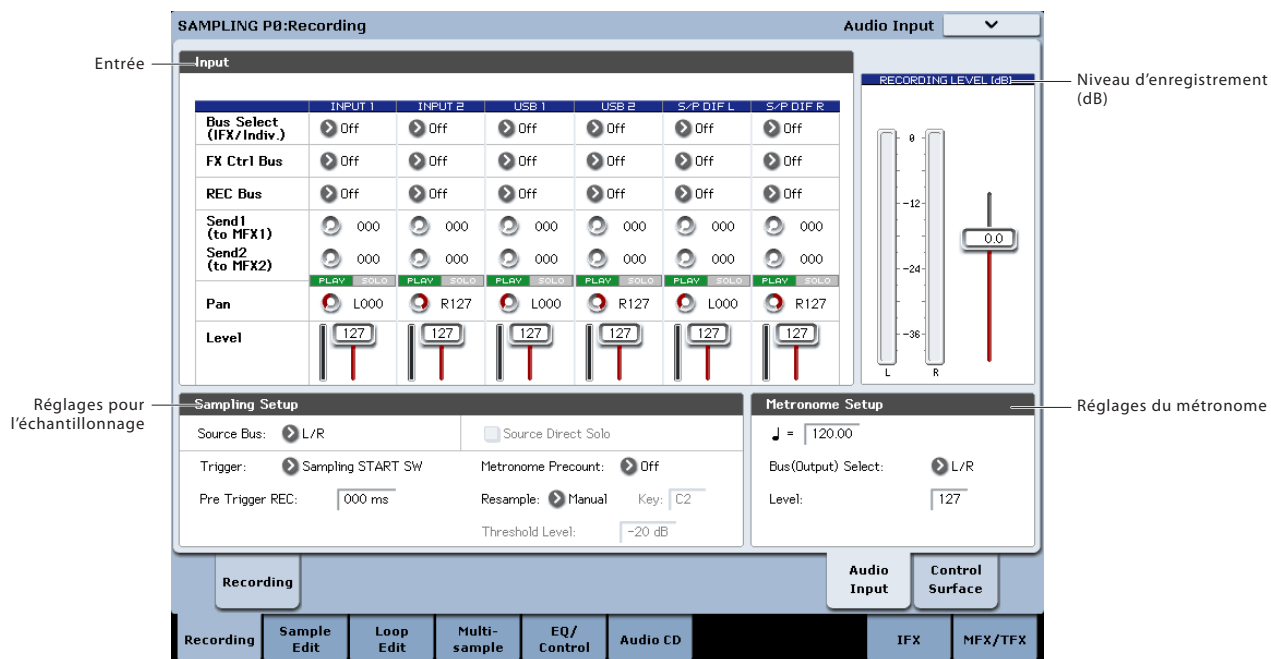 SAMPLING P0:Recording
Audio Input
Entrée
Input
RECORDING LEVEL [dB]
Niveau d'enregistrement
(dB)
INPUT 1 INPUT 2 USB 1 USB 2 S/P DIF L S/P DIF R
Bus Select
(IFX/Indiv.) Off Off Off Off Off Off
FX Ctrl Bus Off Off Off Off Off Off
REC Bus Off Off Off Off Off Off
Send1
(to MFX1) 000 000 000 000 000 000
Send2
(to MFX2) 000 000 000 000 000 000
PLAY SOLO PLAY SOLO PLAY SOLO PLAY SOLO PLAY SOLO PLAY SOLO
Pan L000 R127 L000 R127 L000 R127
Level 127 127 127 127 127 127
0
-12
-24
-36
L R
0.0
Réglages pour
l'échantillonnage
Sampling Setup
Source Bus: L/R
Source Direct Solo
Trigger: Sampling START SW
Metronome Precount: Off
Pre Trigger REC: 000 ms
Resample: Manual Key: C2
Threshold Level: -20 dB
Metronome Setup
Réglages du métronome
♩ = 120.00
Bus(Output) Select: L/R
Level: 127
Recording
Audio
Input
Control
Surface
Recording
Sample
Edit
Loop
Edit
Multi-
sample
EQ/
Control
Audio CD
IFX
MFX/TFX